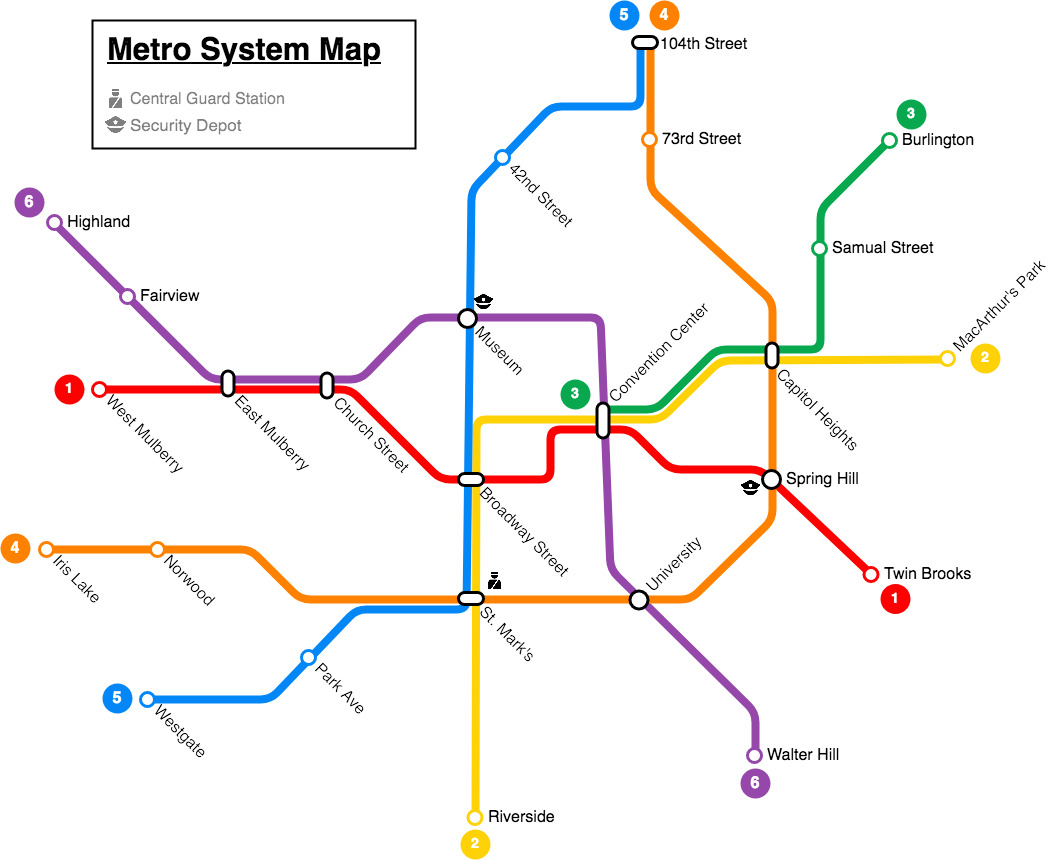 Metro System Map
Central Guard Station
Security Depot
5
4
104th Street
73rd Street
3
Burlington
42nd Street
6
Highland
Samual Street
Fairview
MacArthur's Park
2
Museum
Convention Center
3
Capitol Heights
1
West Mulberry
East Mulberry
Church Street
Broadway Street
Spring Hill
4
Iris Lake
Norwood
University
Twin Brooks
1
St. Mark's
5
Westgate
Park Ave
Walter Hill
6
Riverside
2